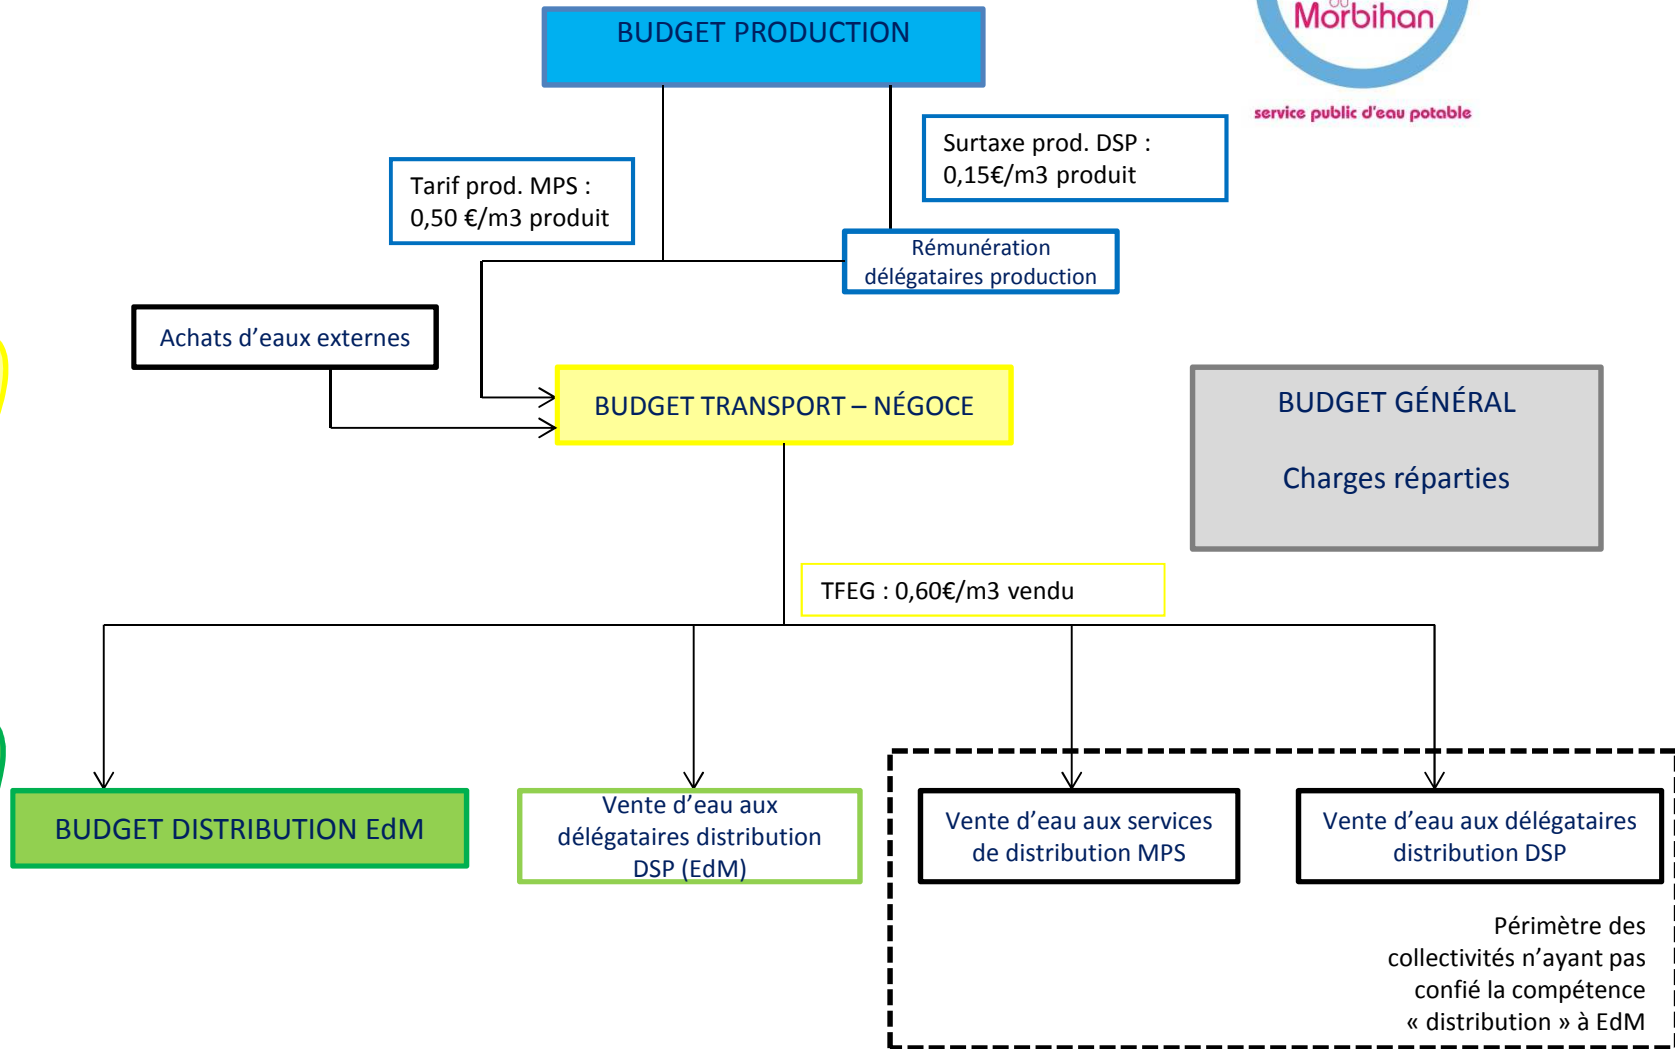 du
Morbihan
service public d'eau potable
BUDGET PRODUCTION
Surtaxe prod. DSP :
0,15€/m3 produit
Tarif prod. MPS :
0,50 €/m3 produit
Rémunération
délégataires production
Achats d’eaux externes
BUDGET TRANSPORT – NÉGOCE
BUDGET GÉNÉRAL
Charges réparties
TFEG : 0,60€/m3 vendu
BUDGET DISTRIBUTION EdM
Vente d’eau aux
délégataires distribution
DSP (EdM)
Vente d’eau aux services
de distribution MPS
Vente d’eau aux délégataires
distribution DSP
Périmètre des
collectivités n’ayant pas
confié la compétence
« distribution » à EdM